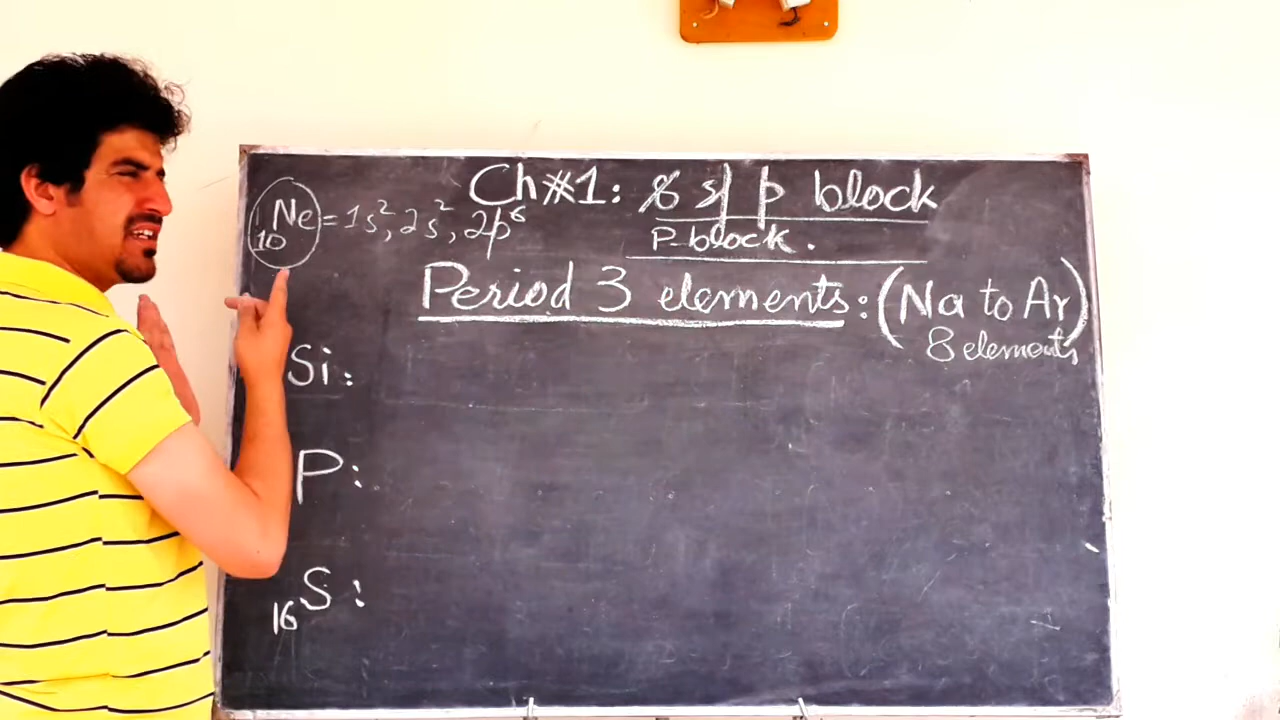 Ch#1: s/ p block
P-block.
10Ne = 1s², 2s², 2p⁶
Period 3 elements: (Na to Ar)
8 elements
Si:
P:
16S: